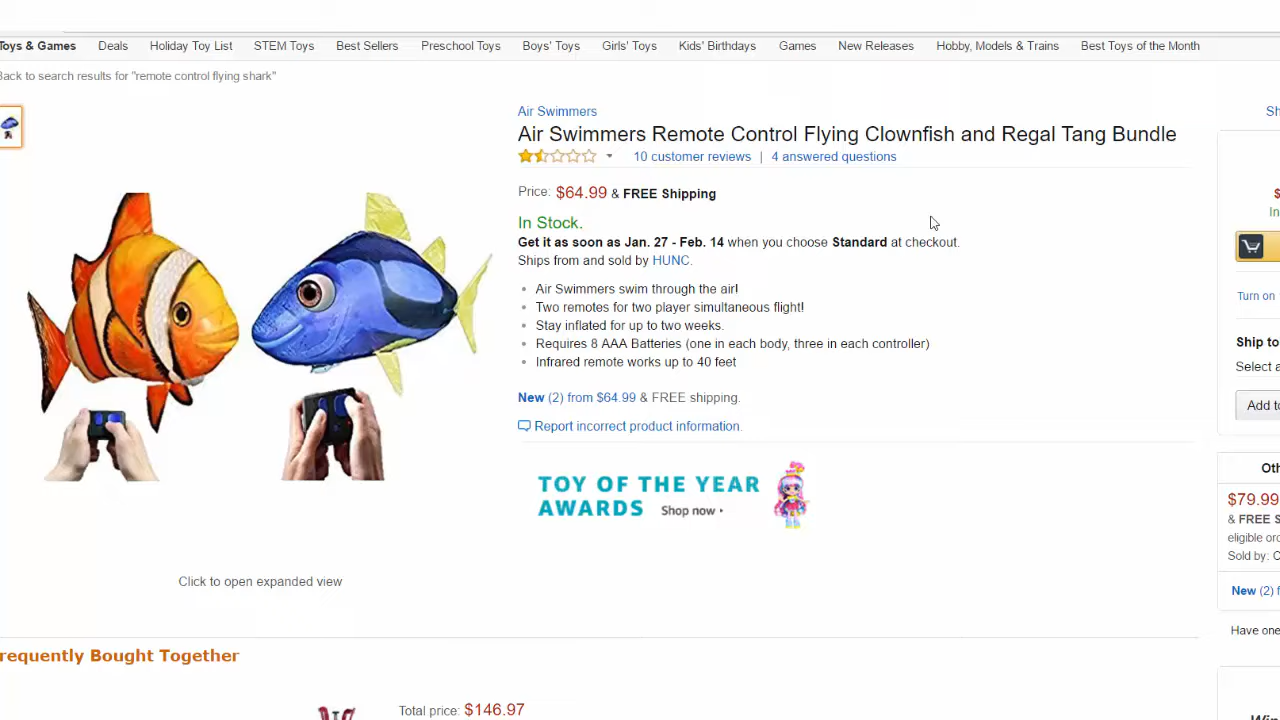 Toys & Games Deals Holiday Toy List STEM Toys Best Sellers Preschool Toys Boys' Toys Girls' Toys Kids' Birthdays Games New Releases Hobby, Models & Trains Best Toys of the Month
Back to search results for "remote control flying shark"
Air Swimmers
Sh
Air Swimmers Remote Control Flying Clownfish and Regal Tang Bundle
10 customer reviews | 4 answered questions
Price: $64.99 & FREE Shipping
$
In Stock.
In
Get it as soon as Jan. 27 - Feb. 14 when you choose Standard at checkout.
Ships from and sold by HUNC.
Air Swimmers swim through the air!
Turn on
Two remotes for two player simultaneous flight!
Stay inflated for up to two weeks.
Requires 8 AAA Batteries (one in each body, three in each controller)
Ship to
Infrared remote works up to 40 feet
Select a
New (2) from $64.99 & FREE shipping.
Add to
Report incorrect product information.
Oth
TOY OF THE YEAR
AWARDS Shop now
$79.99
& FREE S
eligible ord
Sold by: C
Click to open expanded view
New (2) f
Have one
requently Bought Together
Total price: $146.97